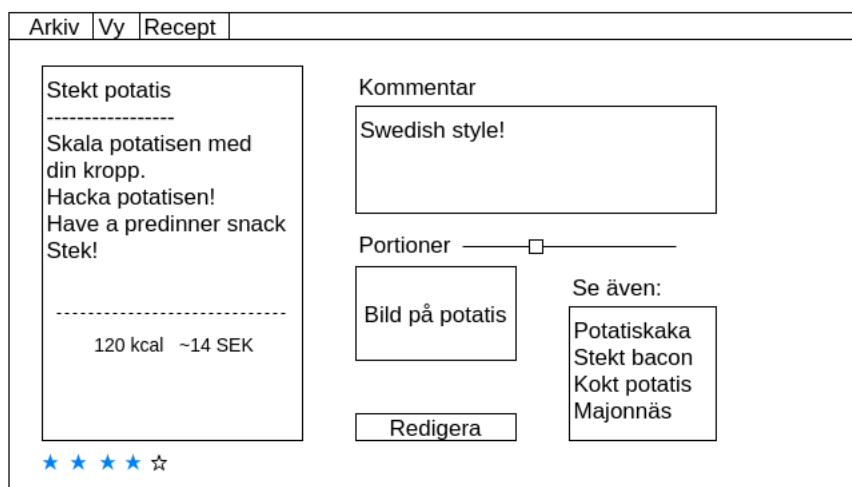 Arkiv Vy Recept
Stekt potatis
-----------------
Skala potatisen med
din kropp.
Hacka potatisen!
Have a predinner snack
Stek!
-----------------------------
120 kcal ~14 SEK
Kommentar
Swedish style!
Portioner
Bild på potatis
Redigera
Se även:
Potatiskaka
Stekt bacon
Kokt potatis
Majonnäs